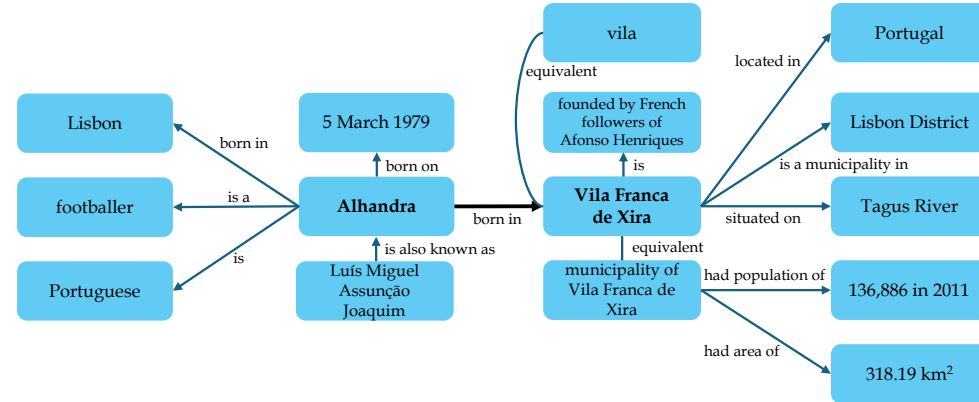 vila
Portugal
equivalent
located in
Lisbon
5 March 1979
founded by French
followers of
Afonso Henriques
Lisbon District
born in
born on
is
is a municipality in
footballer
is a
Alhandra
born in
Vila Franca
de Xira
situated on
Tagus River
is
is also known as
equivalent
Portuguese
Luís Miguel
Assunção
Joaquim
municipality of
Vila Franca de
Xira
had population of
136,886 in 2011
had area of
318.19 km²